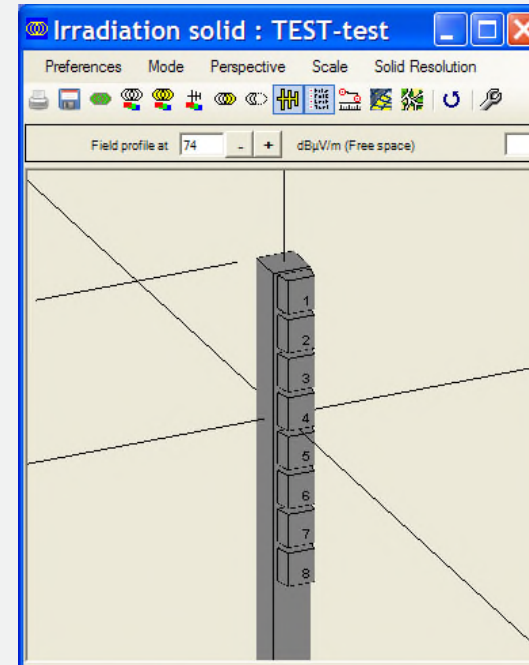 Irradiation solid : TEST-test
Preferences Mode Perspective Scale Solid Resolution
Field profile at 74 - + dBµV/m (Free space)
1
2
3
4
5
6
7
8